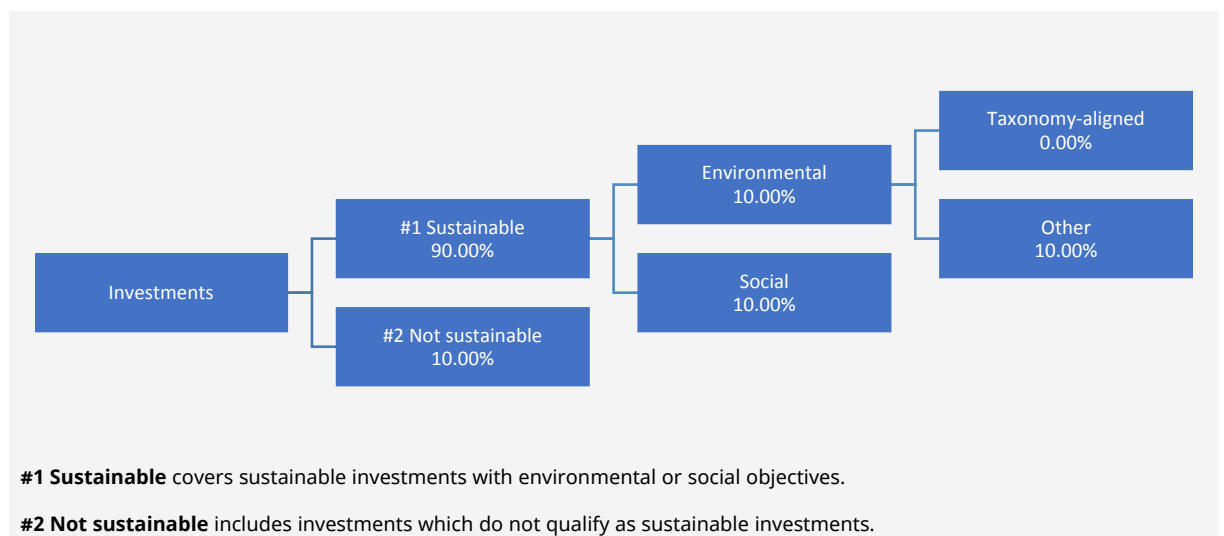 Investments
#1 Sustainable
90.00%
#2 Not sustainable
10.00%
Environmental
10.00%
Social
10.00%
Taxonomy-aligned
0.00%
Other
10.00%
#1 Sustainable covers sustainable investments with environmental or social objectives.
#2 Not sustainable includes investments which do not qualify as sustainable investments.